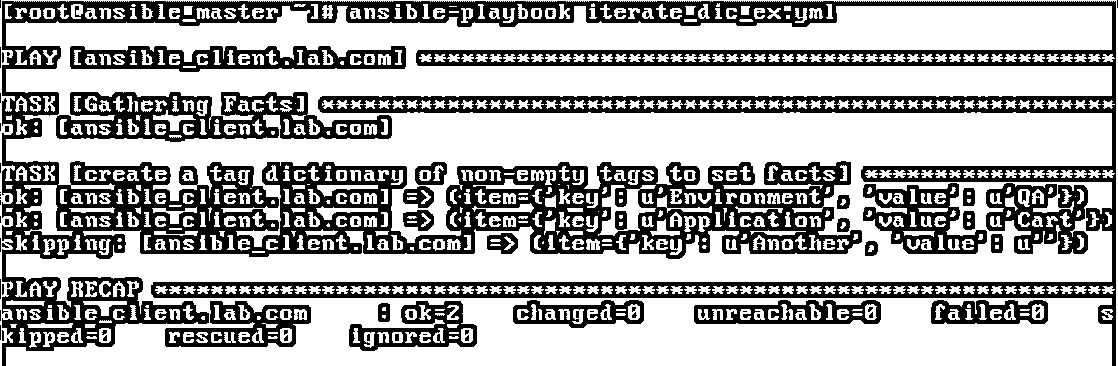 [root@ansible_master ~]# ansible-playbook iterate_dic_ex.yml
PLAY [ansible_client.lab.com] ****************************************************
TASK [Gathering Facts] ***********************************************************
ok: [ansible_client.lab.com]
TASK [create a tag dictionary of non-empty tags to set facts] *******************
ok: [ansible_client.lab.com] => (item={'key': u'Environment', 'value': u'QA'})
ok: [ansible_client.lab.com] => (item={'key': u'Application', 'value': u'Cart'})
skipping: [ansible_client.lab.com] => (item={'key': u'Another', 'value': u''})
PLAY RECAP ***********************************************************************
ansible_client.lab.com     : ok=2    changed=0    unreachable=0    failed=0    s
kipped=0    rescued=0    ignored=0